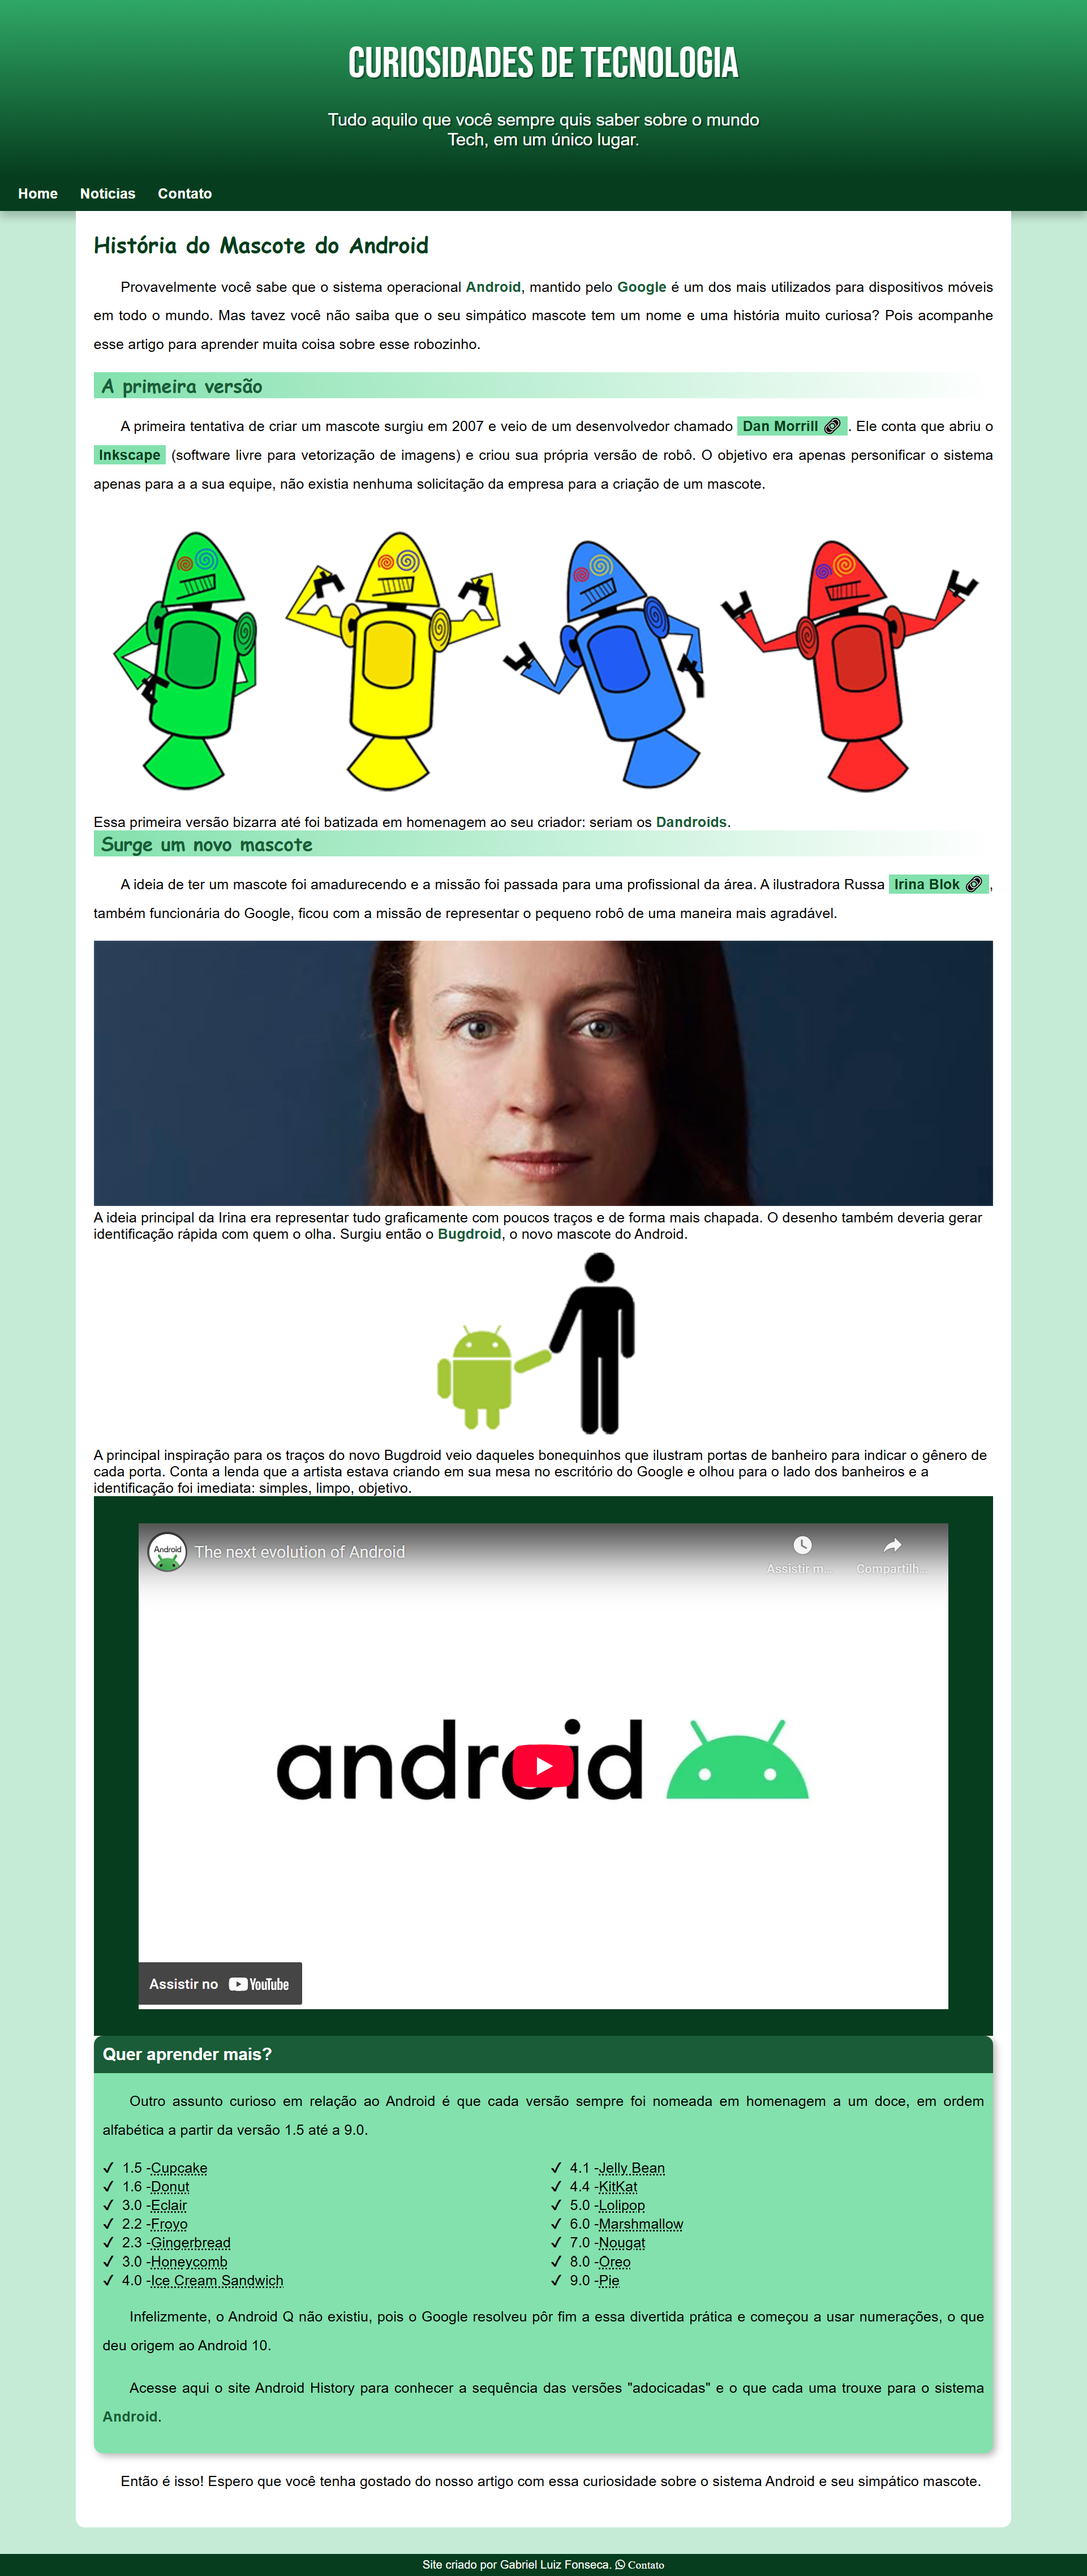 CURIOSIDADES DE TECNOLOGIA
Tudo aquilo que você sempre quis saber sobre o mundo
Tech, em um único lugar.
Home Noticias Contato
História do Mascote do Android
Provavelmente você sabe que o sistema operacional Android, mantido pelo Google é um dos mais utilizados para dispositivos móveis
em todo o mundo. Mas tavez você não saiba que o seu simpático mascote tem um nome e uma história muito curiosa? Pois acompanhe
esse artigo para aprender muita coisa sobre esse robozinho.
A primeira versão
A primeira tentativa de criar um mascote surgiu em 2007 e veio de um desenvolvedor chamado Dan Morrill . Ele conta que abriu o
Inkscape (software livre para vetorização de imagens) e criou sua própria versão de robô. O objetivo era apenas personificar o sistema
apenas para a a sua equipe, não existia nenhuma solicitação da empresa para a criação de um mascote.
Essa primeira versão bizarra até foi batizada em homenagem ao seu criador: seriam os Dandroids.
Surge um novo mascote
A ideia de ter um mascote foi amadurecendo e a missão foi passada para uma profissional da área. A ilustradora Russa Irina Blok ,
também funcionária do Google, ficou com a missão de representar o pequeno robô de uma maneira mais agradável.
A ideia principal da Irina era representar tudo graficamente com poucos traços e de forma mais chapada. O desenho também deveria gerar
identificação rápida com quem o olha. Surgiu então o Bugdroid, o novo mascote do Android.
A principal inspiração para os traços do novo Bugdroid veio daqueles bonequinhos que ilustram portas de banheiro para indicar o gênero de
cada porta. Conta a lenda que a artista estava criando em sua mesa no escritório do Google e olhou para o lado dos banheiros e a
identificação foi imediata: simples, limpo, objetivo.
Android
The next evolution of Android
Assistir m...
Compartilh...
android
Assistir no YouTube
Quer aprender mais?
Outro assunto curioso em relação ao Android é que cada versão sempre foi nomeada em homenagem a um doce, em ordem
alfabética a partir da versão 1.5 até a 9.0.
✓ 1.5 -Cupcake
✓ 1.6 -Donut
✓ 3.0 -Eclair
✓ 2.2 -Froyo
✓ 2.3 -Gingerbread
✓ 3.0 -Honeycomb
✓ 4.0 -Ice Cream Sandwich
✓ 4.1 -Jelly Bean
✓ 4.4 -KitKat
✓ 5.0 -Lolipop
✓ 6.0 -Marshmallow
✓ 7.0 -Nougat
✓ 8.0 -Oreo
✓ 9.0 -Pie
Infelizmente, o Android Q não existiu, pois o Google resolveu pôr fim a essa divertida prática e começou a usar numerações, o que
deu origem ao Android 10.
Acesse aqui o site Android History para conhecer a sequência das versões "adocicadas" e o que cada uma trouxe para o sistema
Android.
Então é isso! Espero que você tenha gostado do nosso artigo com essa curiosidade sobre o sistema Android e seu simpático mascote.
Site criado por Gabriel Luiz Fonseca. Contato